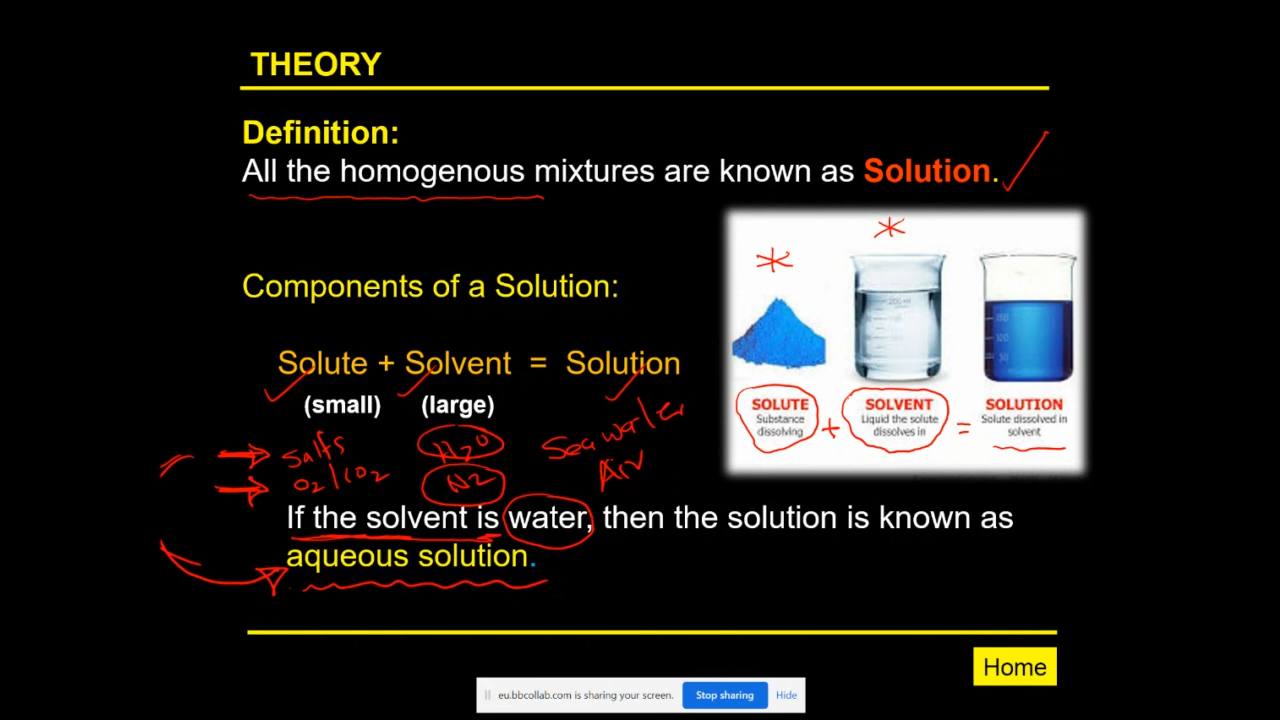 THEORY
Definition:
All the homogenous mixtures are known as Solution.
Components of a Solution:
Solute + Solvent = Solution
(small) (large)
Salts H2O Sea water
O2/CO2 N2 Air
If the solvent is water, then the solution is known as
aqueous solution.
SOLUTE
Substance
dissolving
+
SOLVENT
Liquid the solute
dissolves in
=
SOLUTION
Solute dissolved in
solvent
Home
eu.bbcollab.com is sharing your screen. Stop sharing Hide